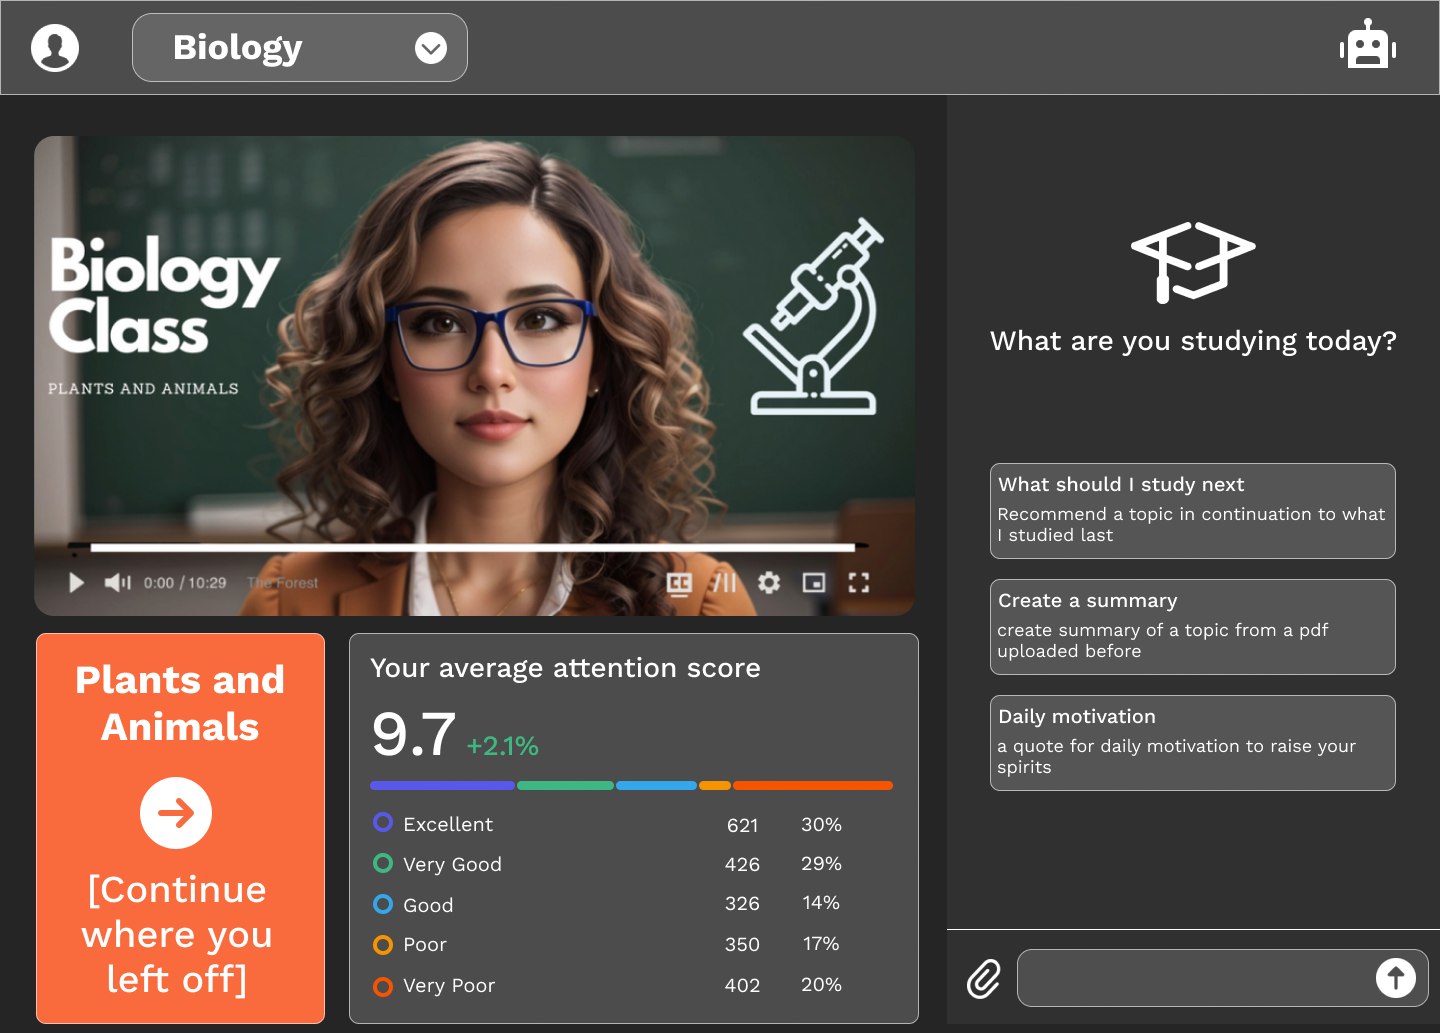 Biology
Biology
Class
PLANTS AND ANIMALS
0:00 / 10:29 The Forest
CC
Plants and
Animals
[Continue
where you
left off]
Your average attention score
9.7 +2.1%
Excellent 621 30%
Very Good 426 29%
Good 326 14%
Poor 350 17%
Very Poor 402 20%
What are you studying today?
What should I study next
Recommend a topic in continuation to what
I studied last
Create a summary
create summary of a topic from a pdf
uploaded before
Daily motivation
a quote for daily motivation to raise your
spirits